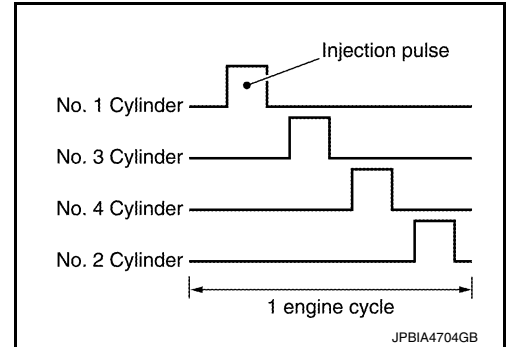 Injection pulse
No. 1 Cylinder
No. 3 Cylinder
No. 4 Cylinder
No. 2 Cylinder
1 engine cycle
JPBIA4704GB